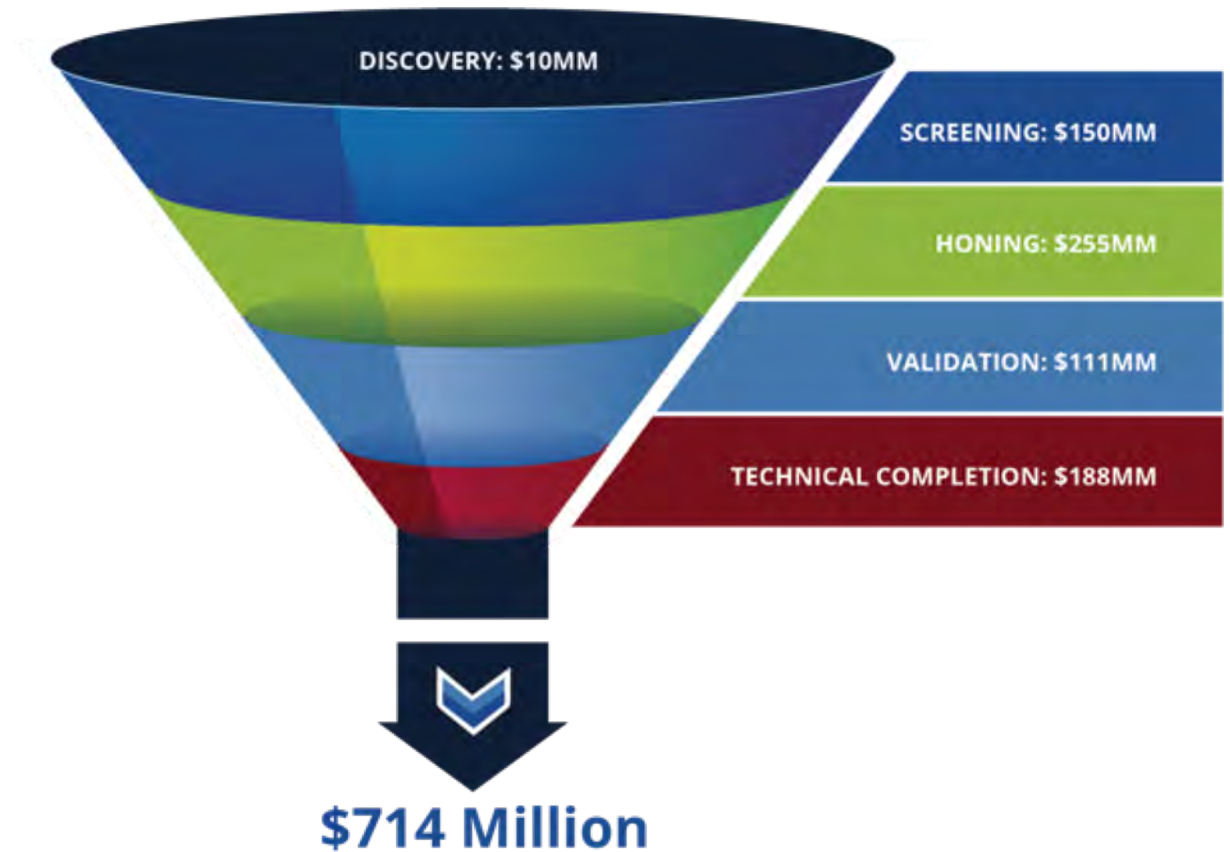 DISCOVERY: $10MM
SCREENING: $150MM
HONING: $255MM
VALIDATION: $111MM
TECHNICAL COMPLETION: $188MM
$714 Million